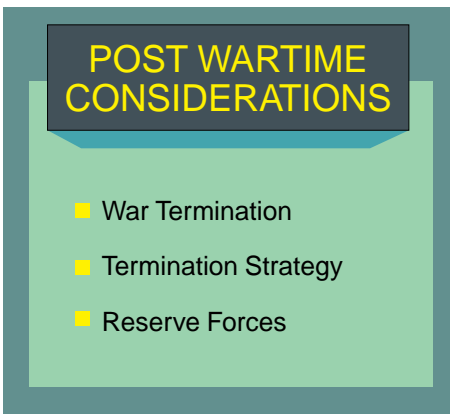 POST WARTIME
CONSIDERATIONS
War Termination
Termination Strategy
Reserve Forces